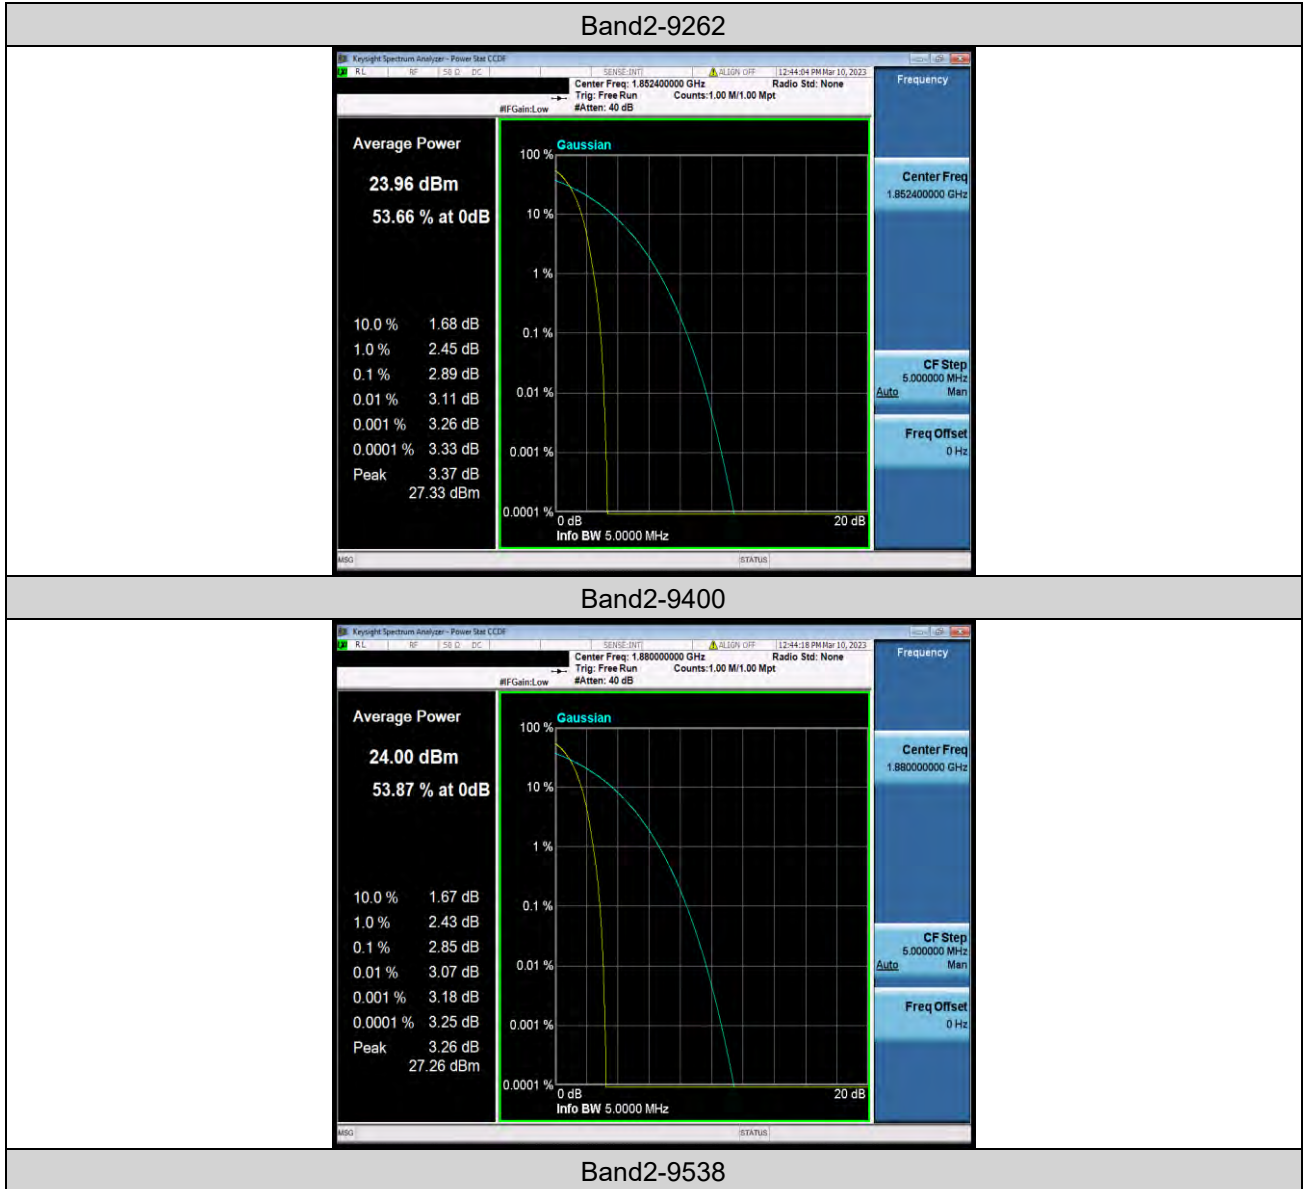 Band2-9262
Keysight Spectrum Analyzer - Power Stat CCDF
RL RF 50 Ω DC SENSE:INT ALIGN OFF 12:44:04 PM Mar 10, 2023
Center Freq: 1.852400000 GHz Radio Std: None
Trig: Free Run Counts:1.00 M/1.00 Mpt
#IFGain:Low #Atten: 40 dB
Frequency
Average Power
23.96 dBm
53.66 % at 0dB
10.0 % 1.68 dB
1.0 % 2.45 dB
0.1 % 2.89 dB
0.01 % 3.11 dB
0.001 % 3.26 dB
0.0001 % 3.33 dB
Peak 3.37 dB
27.33 dBm
Gaussian
100 %
10 %
1 %
0.1 %
0.01 %
0.001 %
0.0001 %
0 dB 20 dB
Info BW 5.0000 MHz
Center Freq
1.852400000 GHz
CF Step
5.000000 MHz
Auto Man
Freq Offset
0 Hz
MSG STATUS
Band2-9400
Keysight Spectrum Analyzer - Power Stat CCDF
RL RF 50 Ω DC SENSE:INT ALIGN OFF 12:44:18 PM Mar 10, 2023
Center Freq: 1.880000000 GHz Radio Std: None
Trig: Free Run Counts:1.00 M/1.00 Mpt
#IFGain:Low #Atten: 40 dB
Frequency
Average Power
24.00 dBm
53.87 % at 0dB
10.0 % 1.67 dB
1.0 % 2.43 dB
0.1 % 2.85 dB
0.01 % 3.07 dB
0.001 % 3.18 dB
0.0001 % 3.25 dB
Peak 3.26 dB
27.26 dBm
Gaussian
100 %
10 %
1 %
0.1 %
0.01 %
0.001 %
0.0001 %
0 dB 20 dB
Info BW 5.0000 MHz
Center Freq
1.880000000 GHz
CF Step
5.000000 MHz
Auto Man
Freq Offset
0 Hz
MSG STATUS
Band2-9538